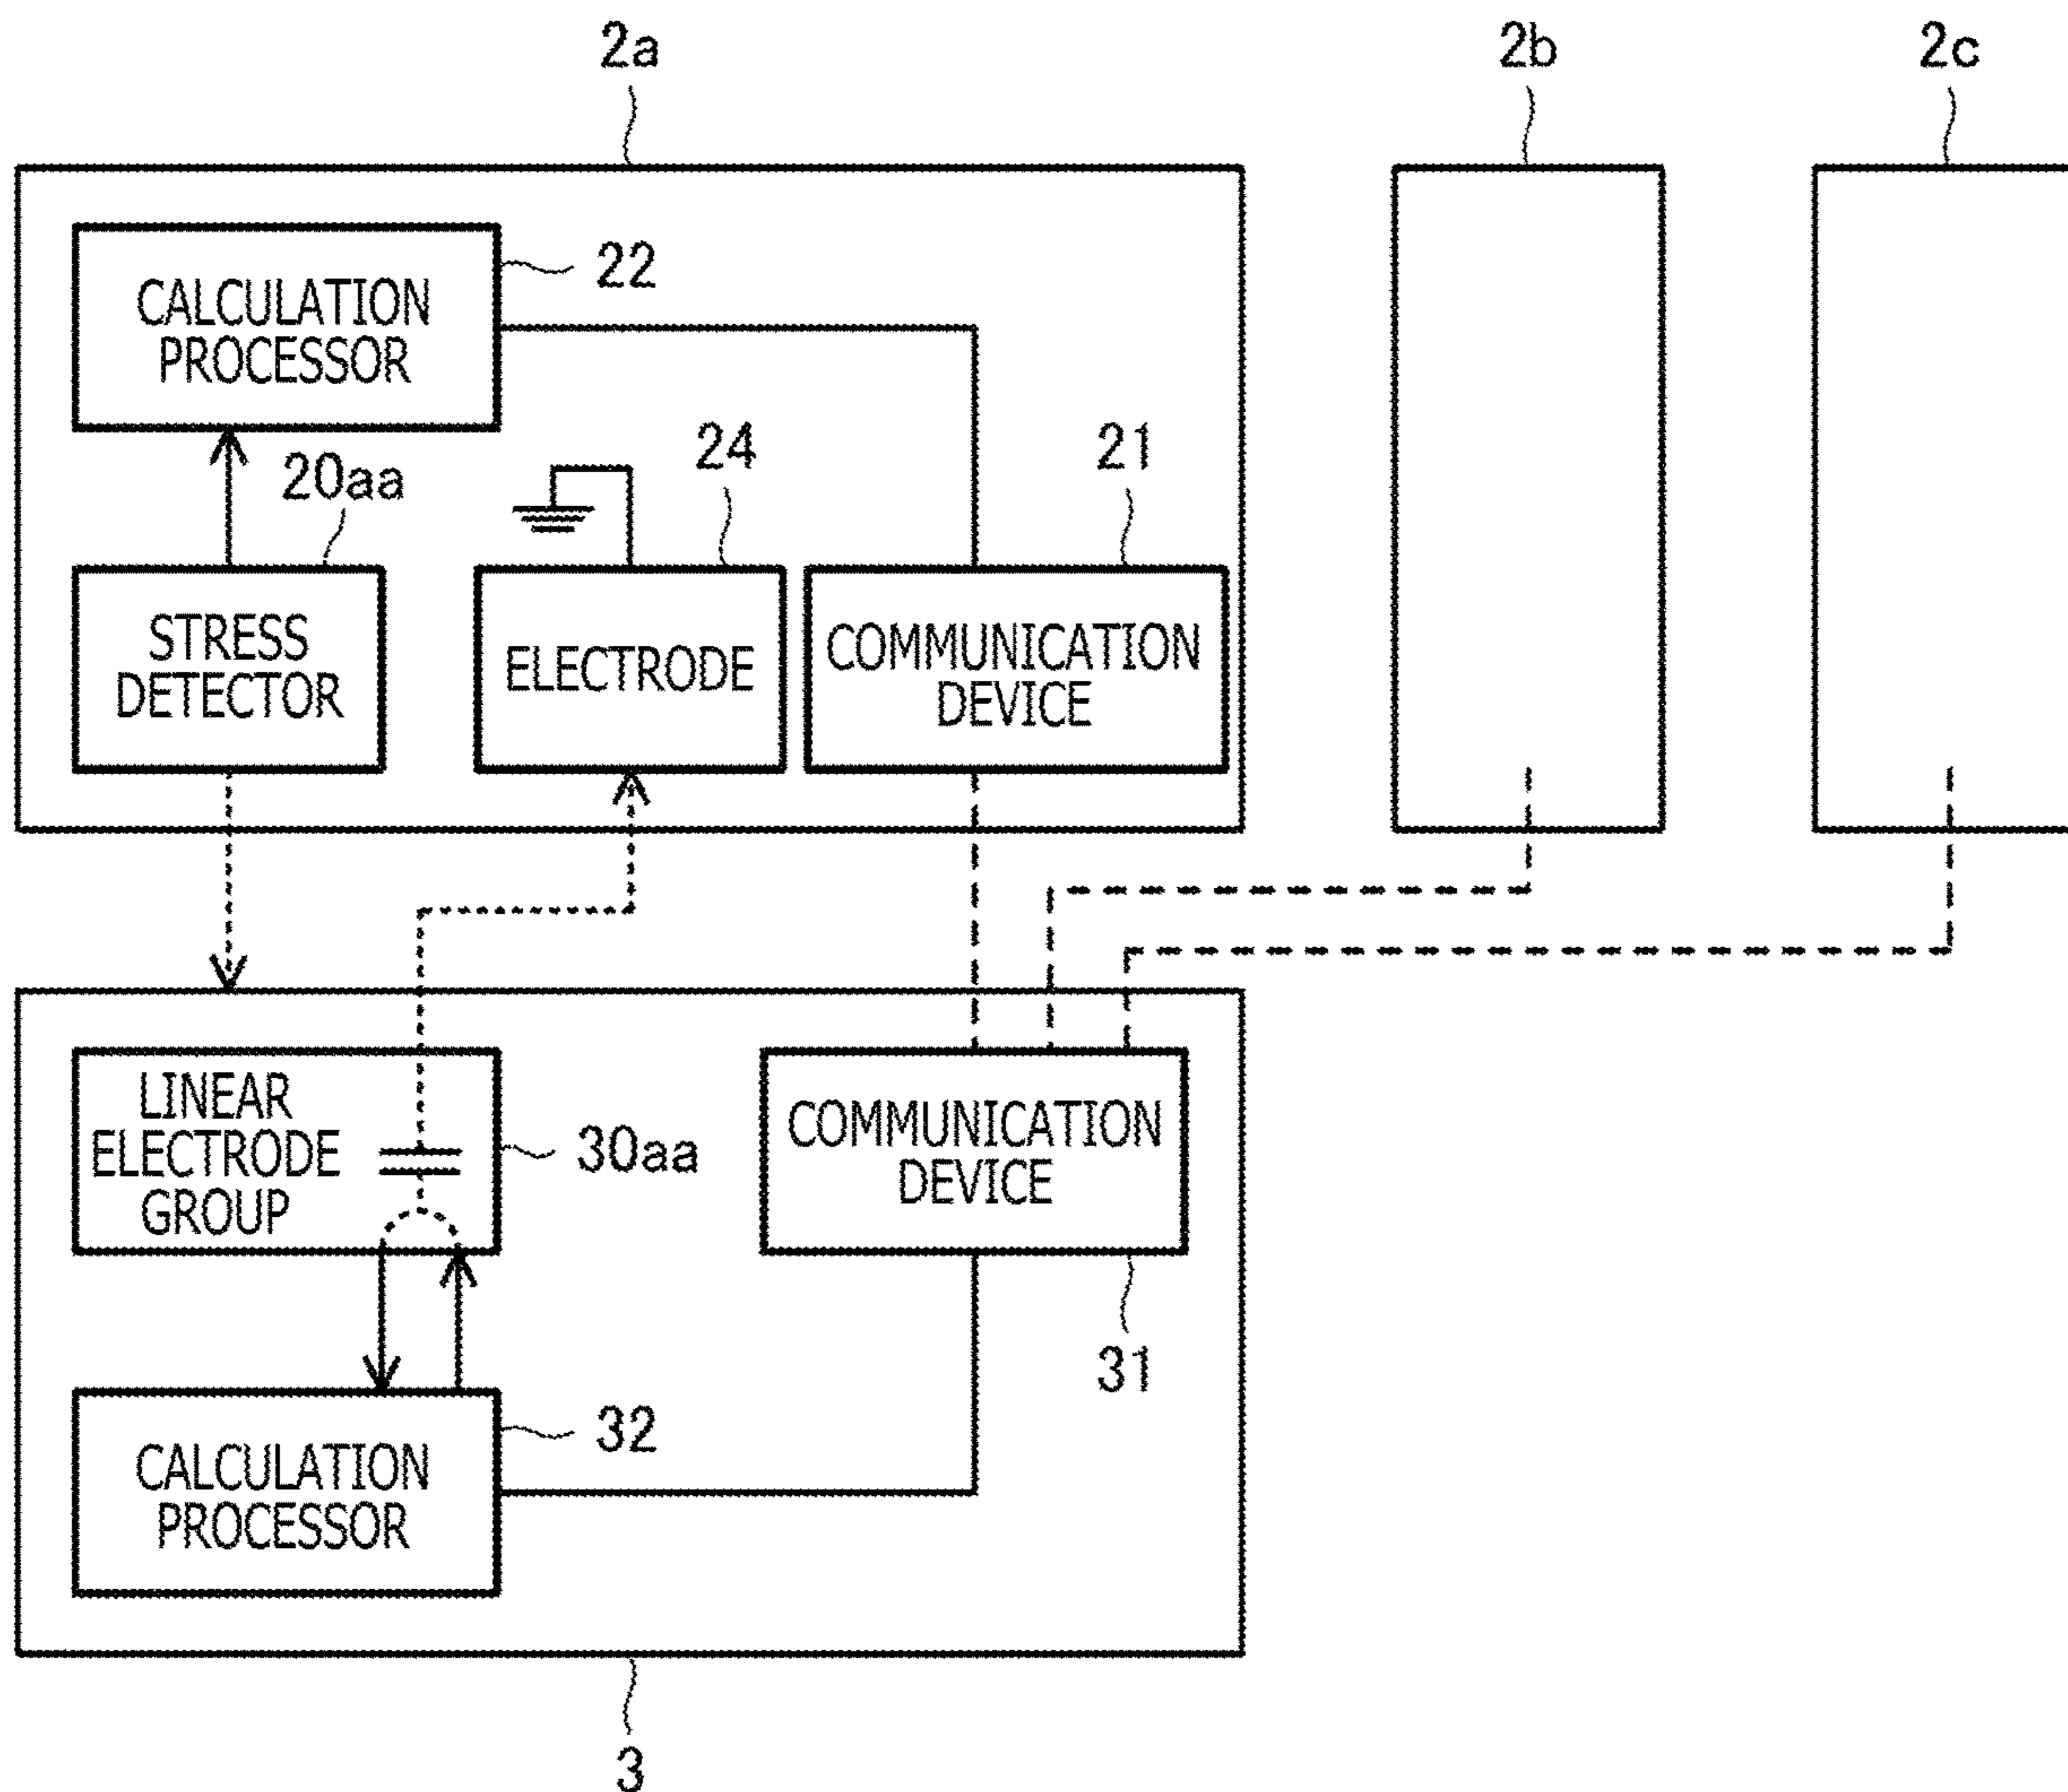 2a
2b
2c
CALCULATION
PROCESSOR
22
20aa
24
21
STRESS
DETECTOR
ELECTRODE
COMMUNICATION
DEVICE
LINEAR
ELECTRODE
GROUP
30aa
COMMUNICATION
DEVICE
31
32
CALCULATION
PROCESSOR
3